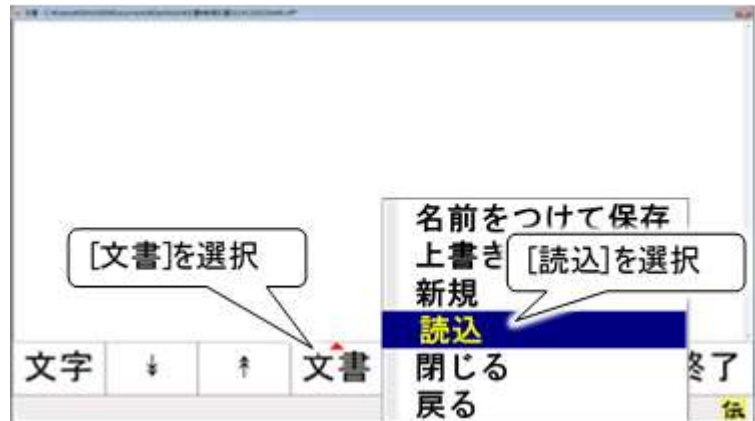 名前をつけて保存
上書き
[文書]を選択
[読込]を選択
新規
読込
文字
↡
↟
文書
閉じる
終了
戻る
伝